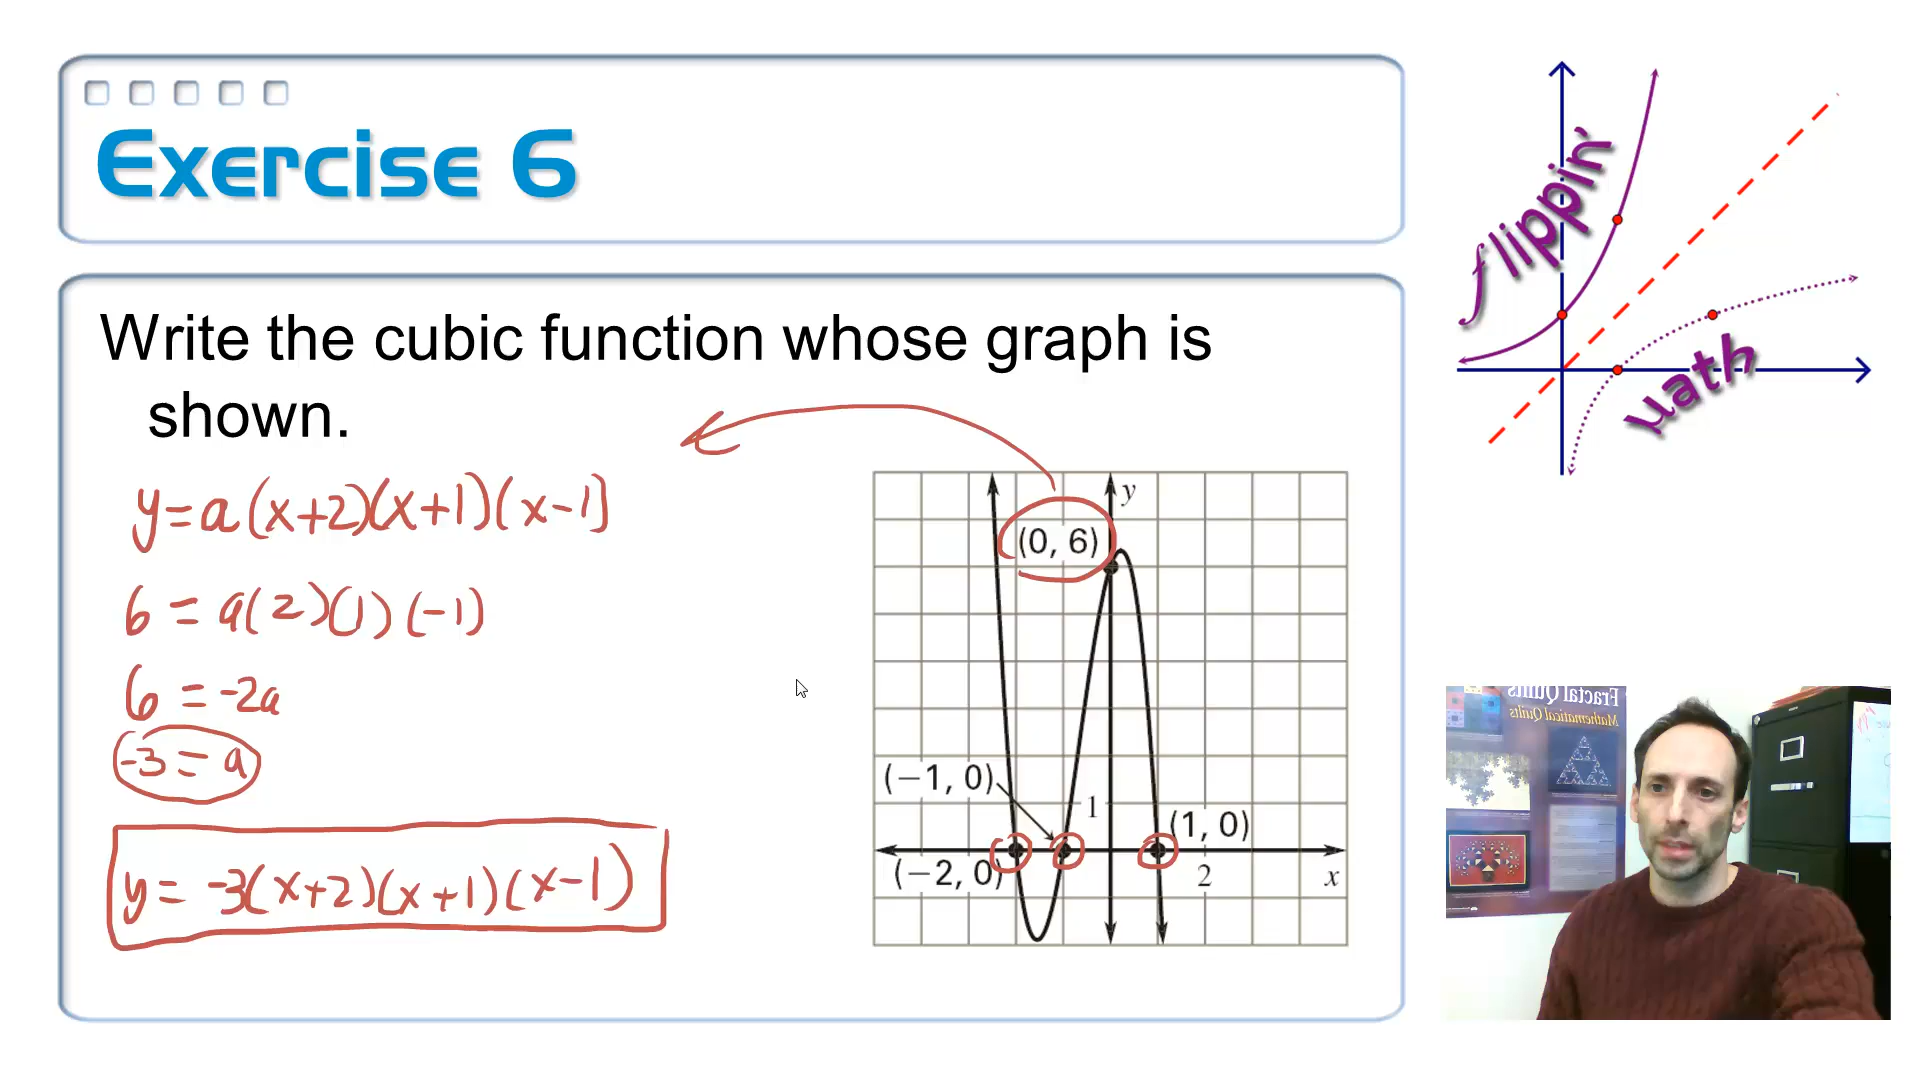 Exercise 6
flippin'
math
Write the cubic function whose graph is
shown.
y=a(x+2)(x+1)(x-1)
6 = a(2)(1)(-1)
6 = -2a
-3 = a
y = -3(x+2)(x+1)(x-1)
y
(0, 6)
(−1, 0)
1
(1, 0)
(−2, 0)
2
x
Fractal Quilts
Mathematical Quilts